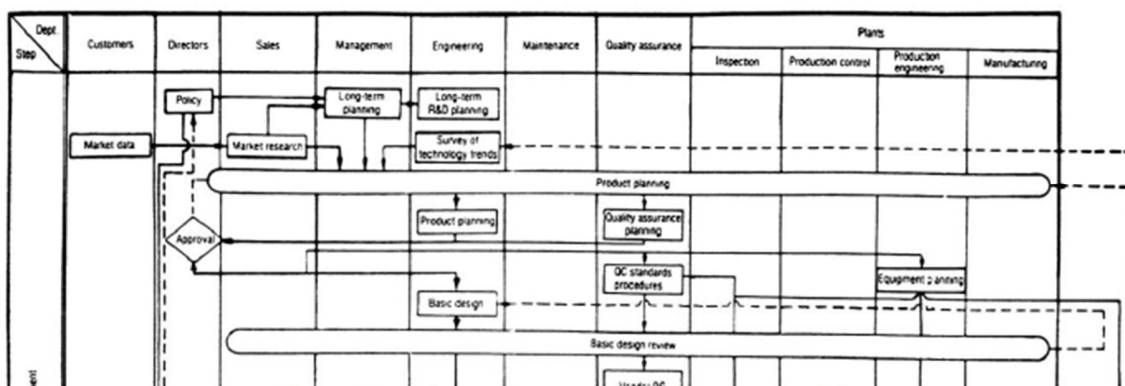 Dept.
Step
Customers
Directors
Sales
Management
Engineering
Maintenance
Quality assurance
Plants
Inspection
Production control
Production
engineering
Manufacturing
Policy
Long-term
planning
Long-term
R&D planning
Market data
Market research
Survey of
technology trends
Product planning
Product planning
Quality assurance
planning
Approval
QC standards
procedures
Equipment planning
Basic design
Basic design review